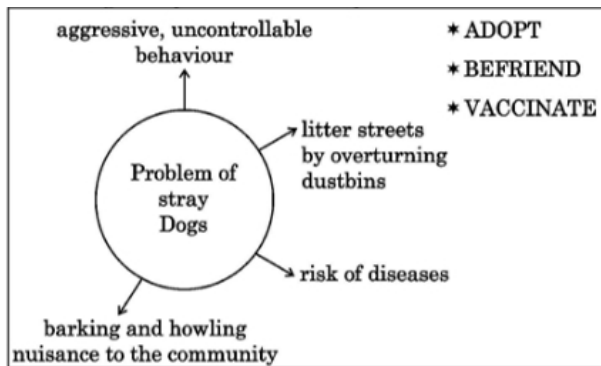 aggressive, uncontrollable
behaviour
* ADOPT
* BEFRIEND
* VACCINATE
litter streets
by overturning
dustbins
Problem of
stray
Dogs
risk of diseases
barking and howling
nuisance to the community